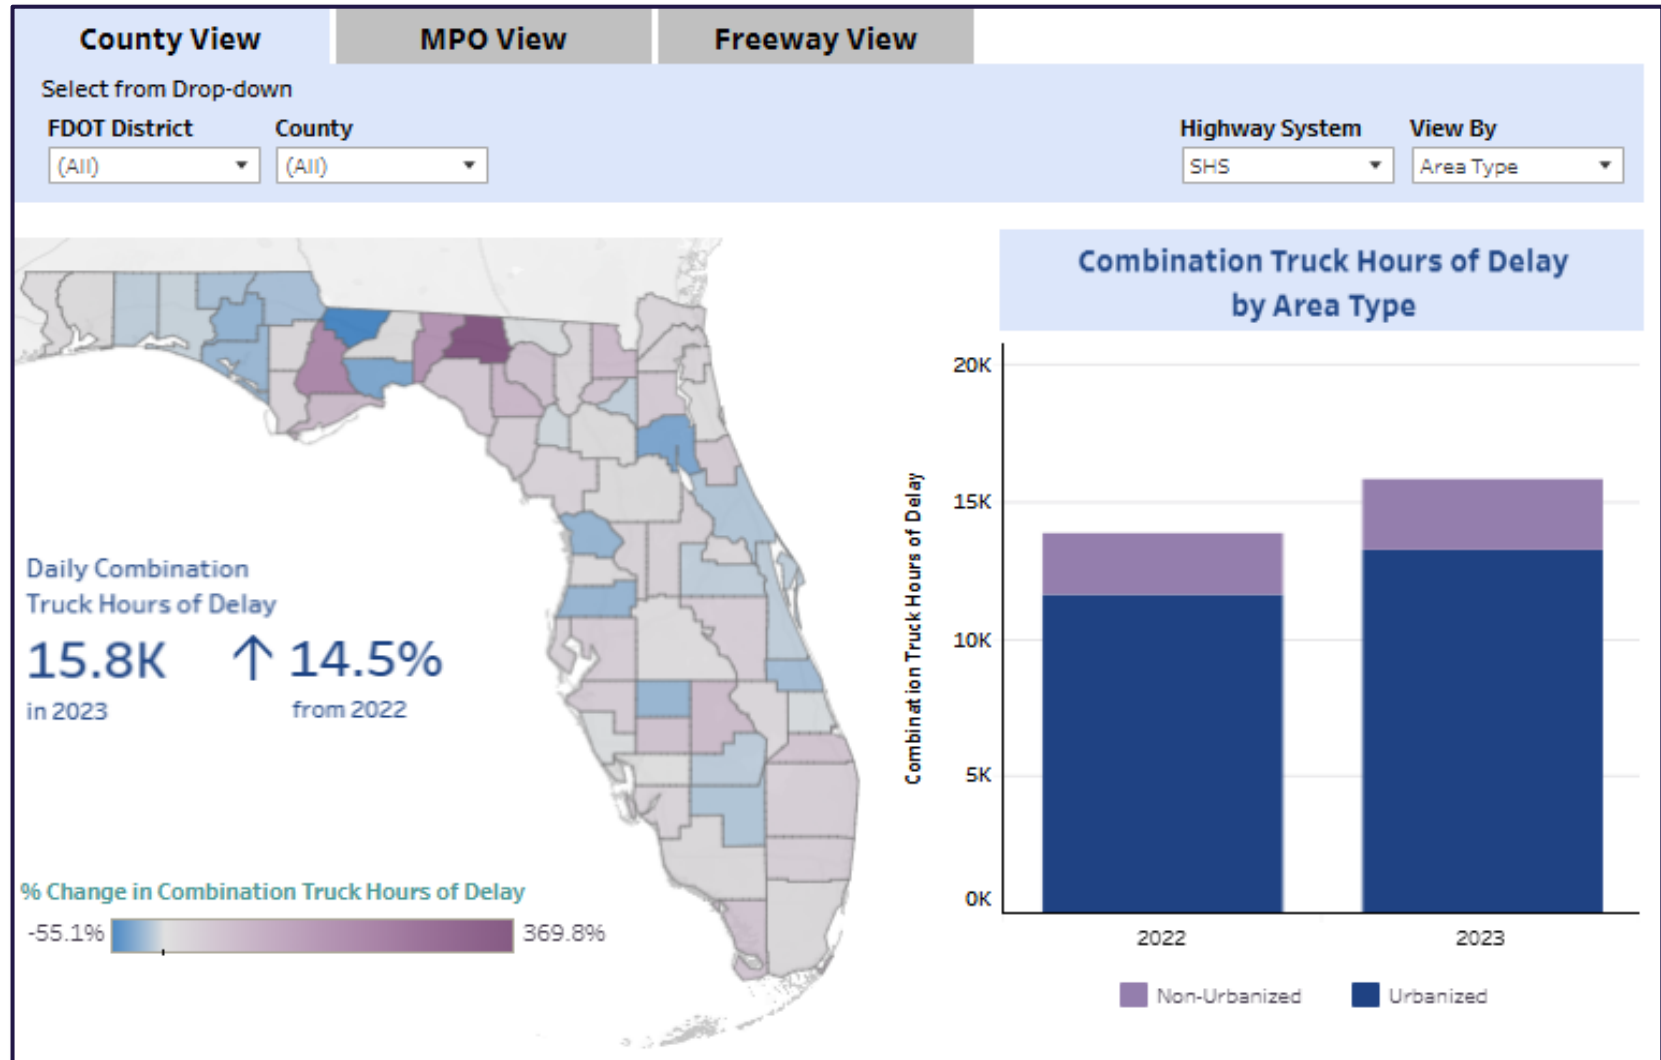 County View
MPO View
Freeway View
Select from Drop-down
FDOT District
County
Highway System
View By
(All)
(All)
SHS
Area Type
Combination Truck Hours of Delay
by Area Type
Daily Combination
Truck Hours of Delay
15.8K
↑ 14.5%
in 2023
from 2022
% Change in Combination Truck Hours of Delay
-55.1%
369.8%
Combination Truck Hours of Delay
20K
15K
10K
5K
0K
2022
2023
Non-Urbanized
Urbanized